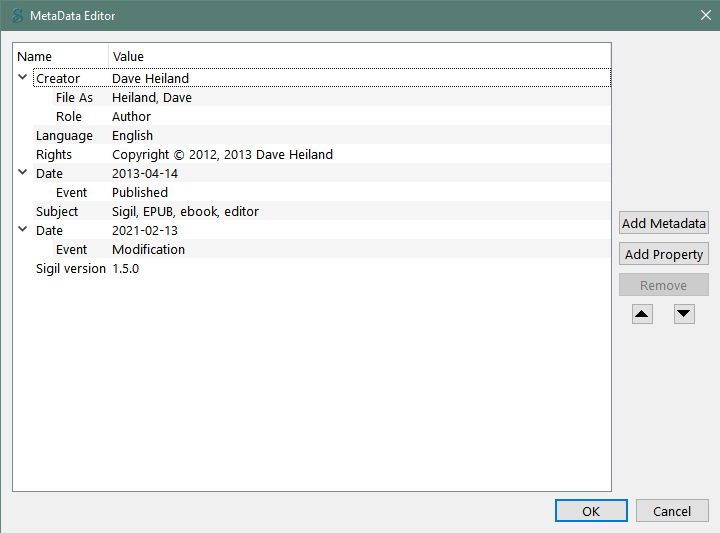 MetaData Editor
Name Value
Creator Dave Heiland
File As Heiland, Dave
Role Author
Language English
Rights Copyright © 2012, 2013 Dave Heiland
Date 2013-04-14
Event Published
Subject Sigil, EPUB, ebook, editor
Date 2021-02-13
Event Modification
Sigil version 1.5.0
Add Metadata
Add Property
Remove
OK Cancel